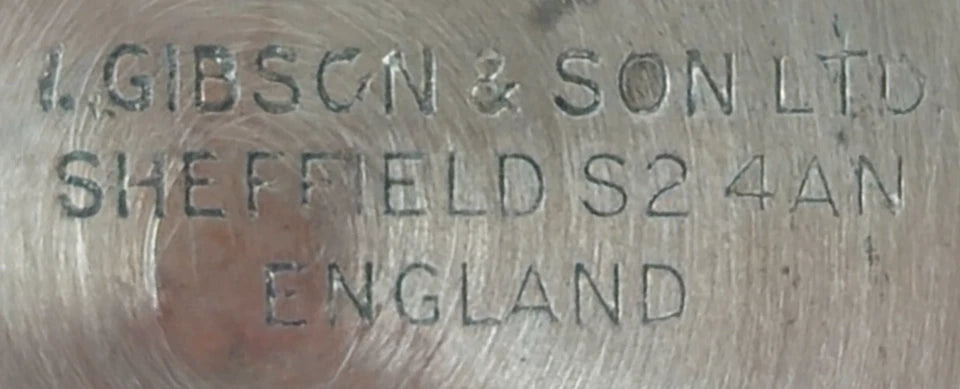 I. GIBSON & SON LTD.
SHEFFIELD S2 4AN
ENGLAND